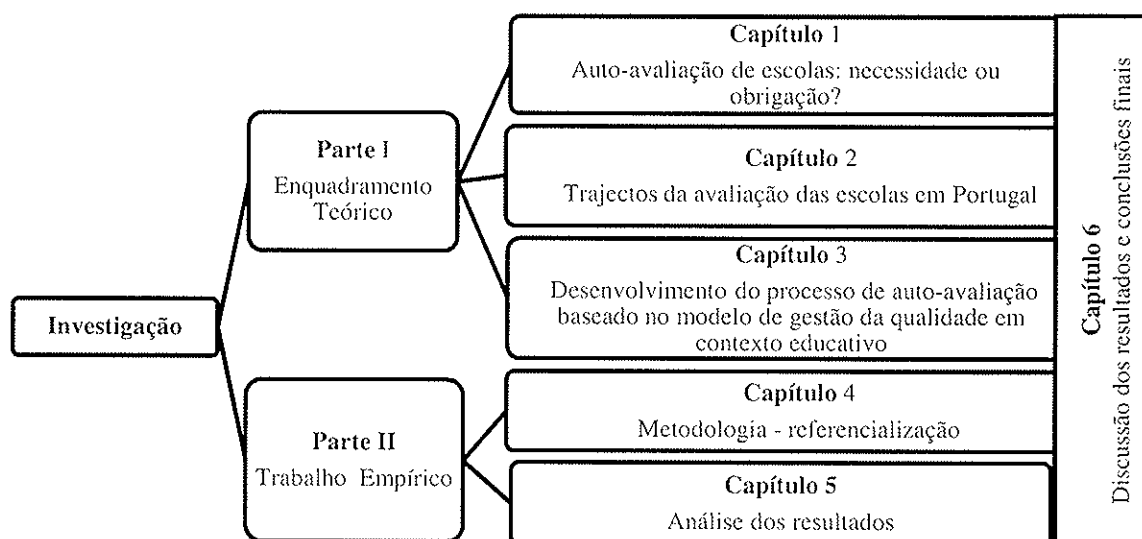 Investigação
Parte I
Enquadramento
Teórico
Parte II
Trabalho Empírico
Capítulo 1
Auto-avaliação de escolas: necessidade ou
obrigação?
Capítulo 2
Trajectos da avaliação das escolas em Portugal
Capítulo 3
Desenvolvimento do processo de auto-avaliação
baseado no modelo de gestão da qualidade em
contexto educativo
Capítulo 4
Metodologia - referencialização
Capítulo 5
Análise dos resultados
Capítulo 6
Discussão dos resultados e conclusões finais